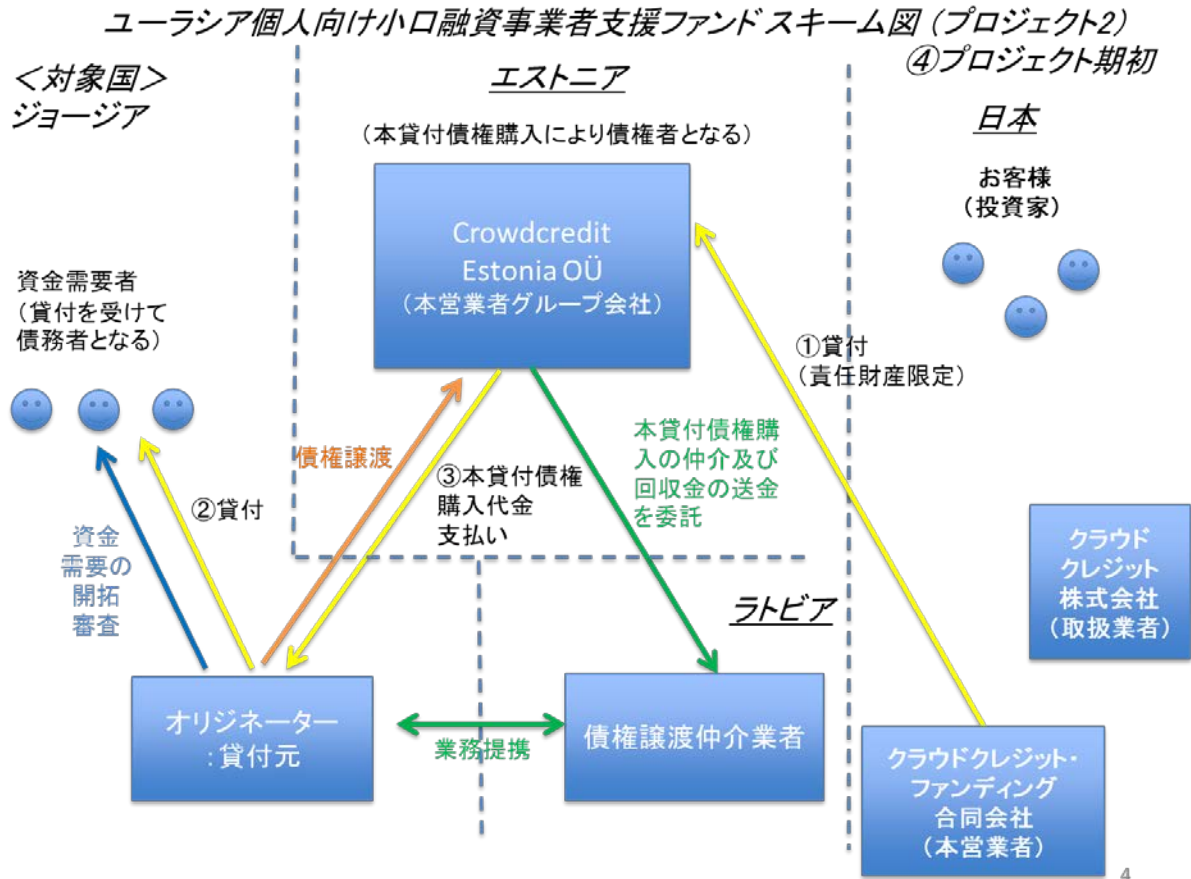 ユーラシア個人向け小口融資事業者支援ファンド スキーム図 (プロジェクト2)
④プロジェクト期初
＜対象国＞
ジョージア
エストニア
（本貸付債権購入により債権者となる）
Crowdcredit
Estonia OÜ
（本営業者グループ会社）
日本
お客様
（投資家）
資金需要者
（貸付を受けて
債務者となる）
①貸付
（責任財産限定）
債権譲渡
③本貸付債権
購入代金
支払い
本貸付債権購
入の仲介及び
回収金の送金
を委託
②貸付
資金
需要の
開拓
審査
クラウド
クレジット
株式会社
（取扱業者）
ラトビア
オリジネーター
：貸付元
業務提携
債権譲渡仲介業者
クラウドクレジット・
ファンディング
合同会社
（本営業者）
4